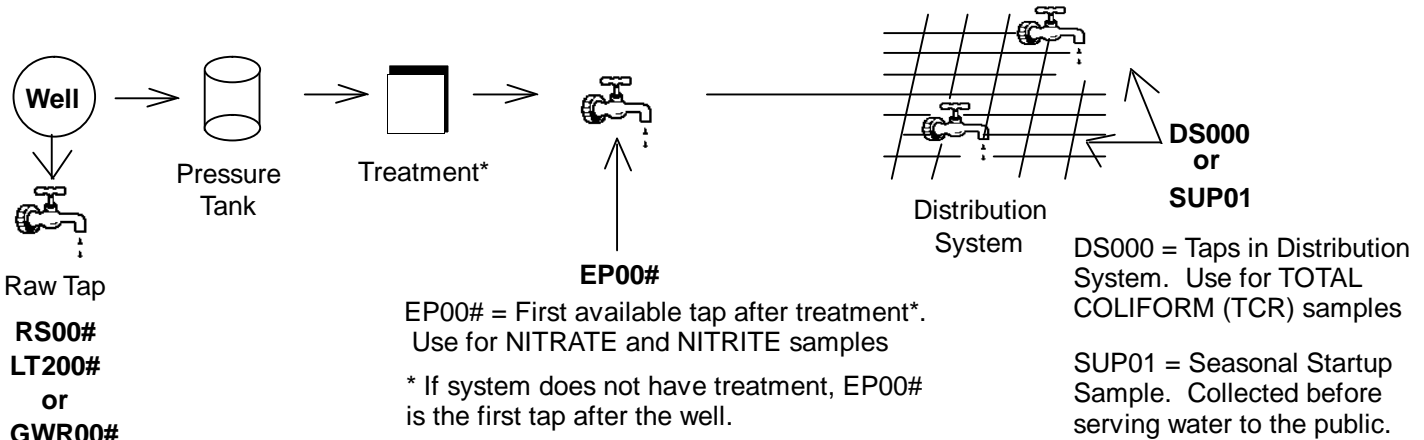 Well
Pressure
Tank
Treatment*
Raw Tap
RS00#
LT200#
or
GWR00#
EP00#
EP00# = First available tap after treatment*.
Use for NITRATE and NITRITE samples
* If system does not have treatment, EP00#
is the first tap after the well.
Distribution
System
DS000
or
SUP01
DS000 = Taps in Distribution
System. Use for TOTAL
COLIFORM (TCR) samples
SUP01 = Seasonal Startup
Sample. Collected before
serving water to the public.